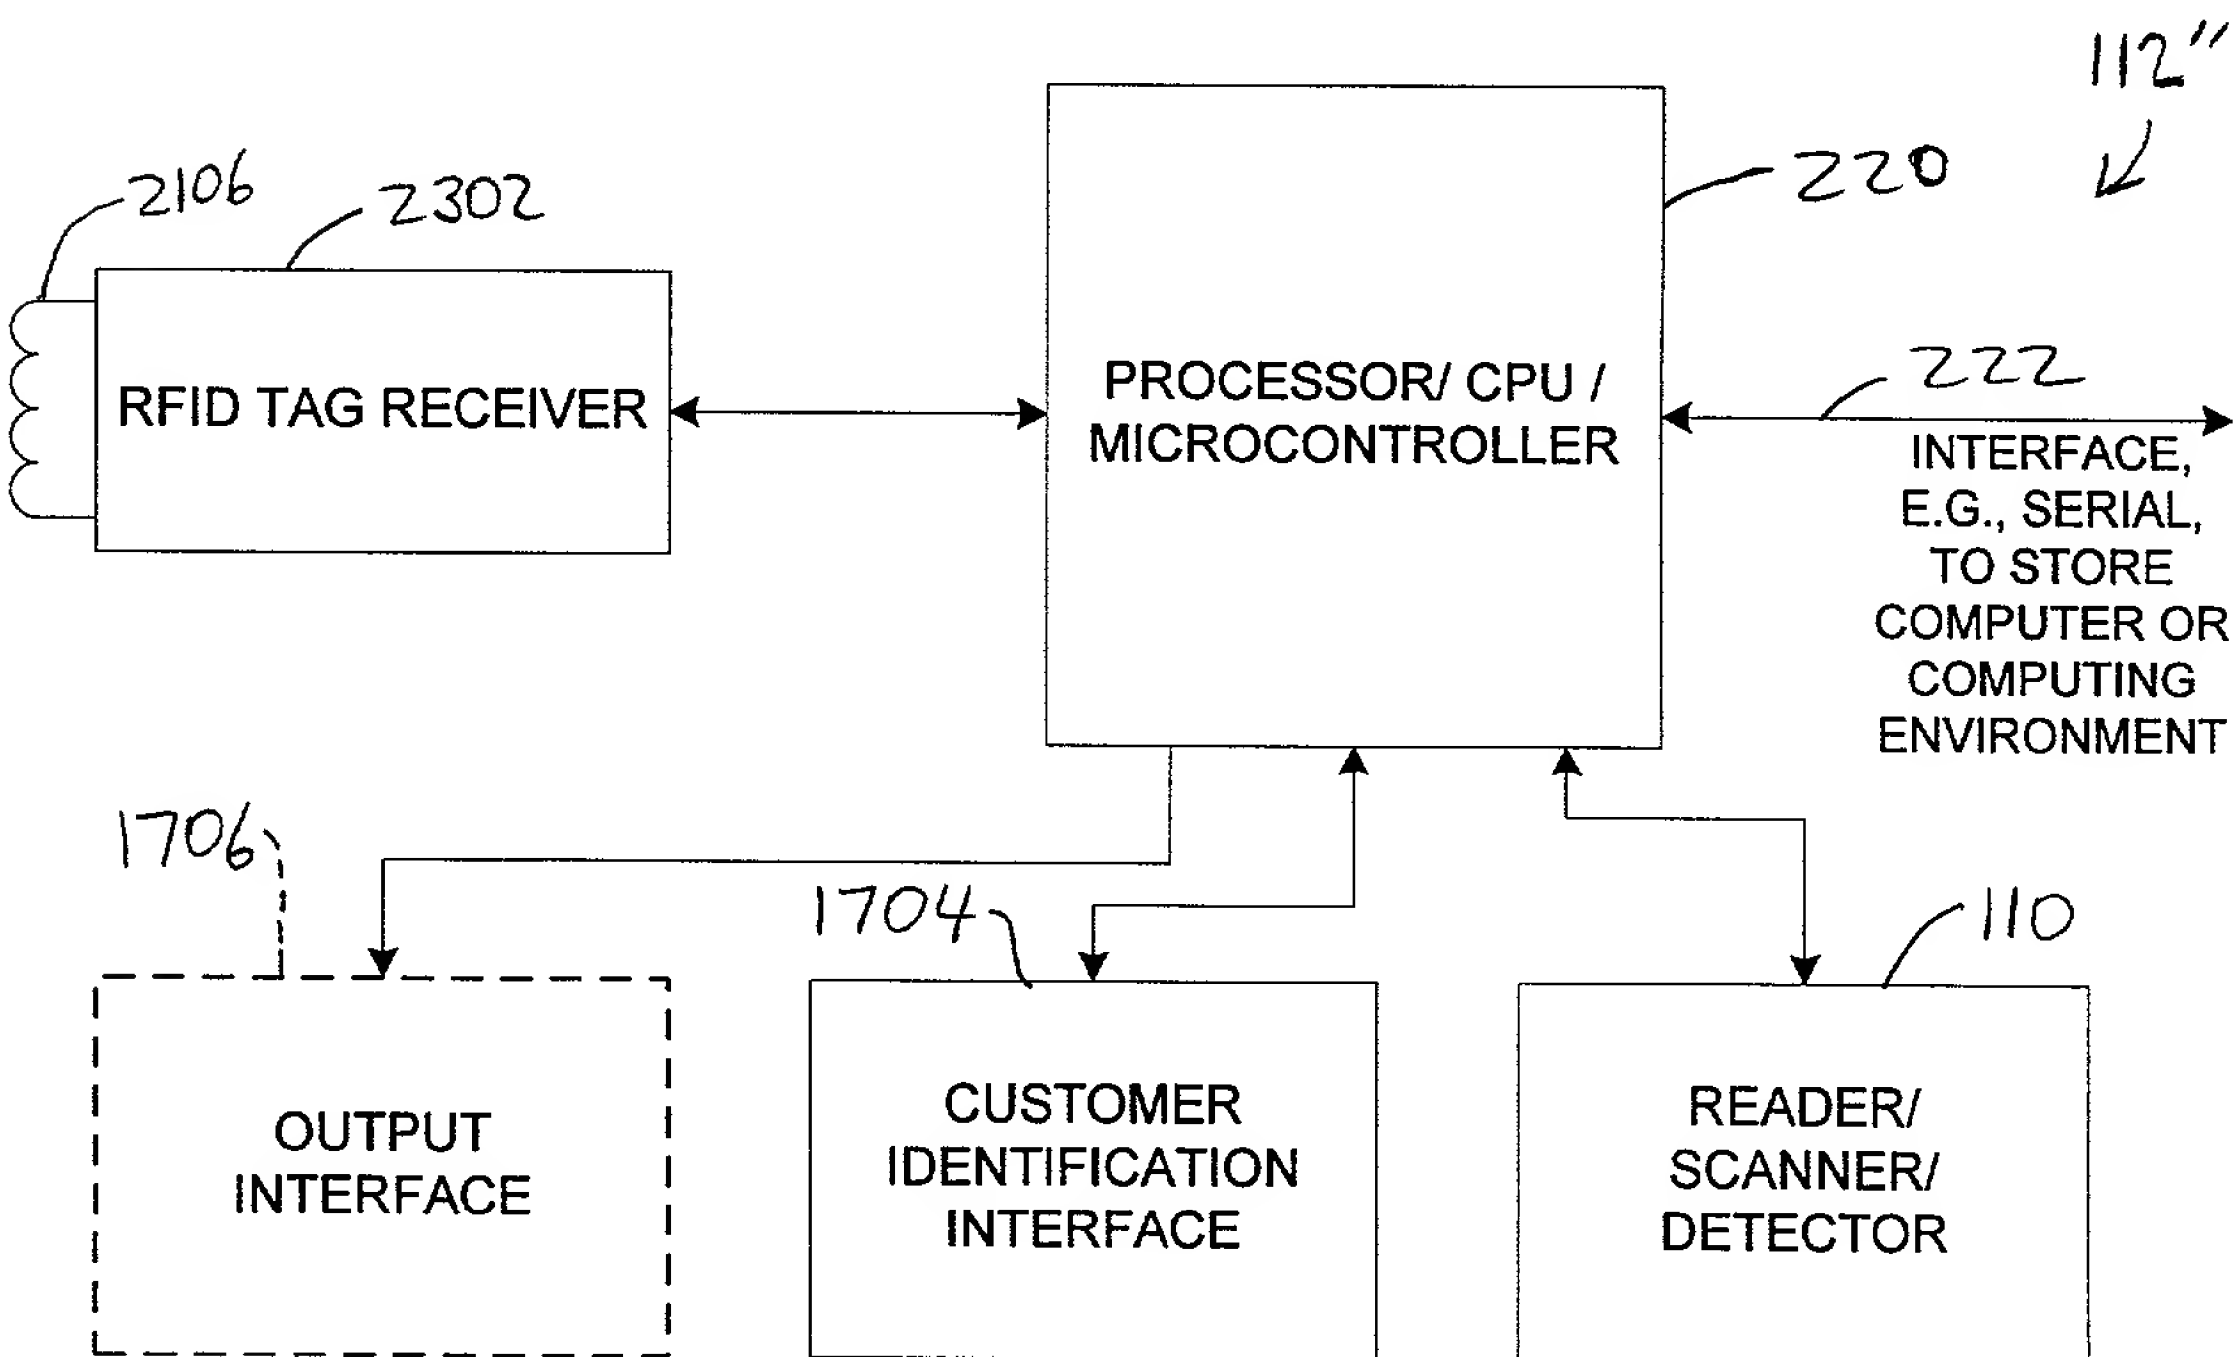 112"
2106
2302
220
RFID TAG RECEIVER
PROCESSOR/ CPU /
MICROCONTROLLER
222
INTERFACE,
E.G., SERIAL,
TO STORE
COMPUTER OR
COMPUTING
ENVIRONMENT
1706
1704
110
OUTPUT
INTERFACE
CUSTOMER
IDENTIFICATION
INTERFACE
READER/
SCANNER/
DETECTOR